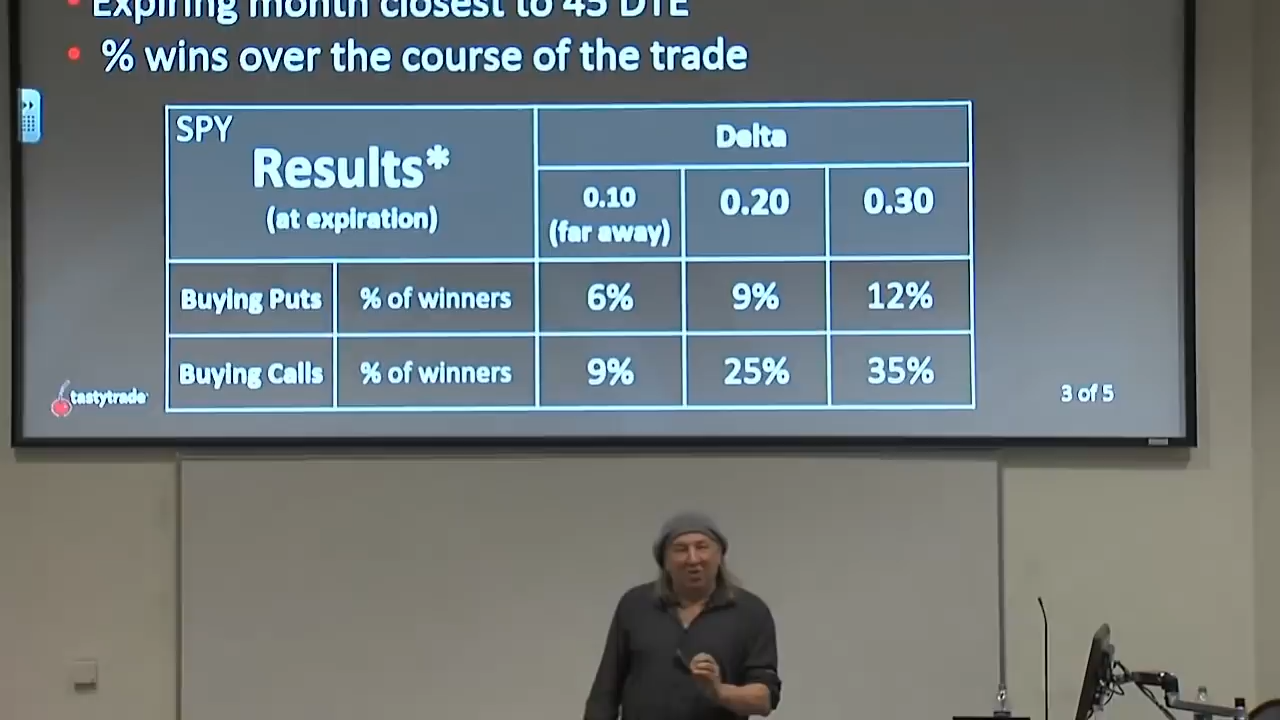 • Expiring month closest to 45 DTE
• % wins over the course of the trade
SPY
Results*
(at expiration)
Delta
0.10
(far away)
0.20
0.30
Buying Puts
% of winners
6%
9%
12%
Buying Calls
% of winners
9%
25%
35%
tastytrade
3 of 5